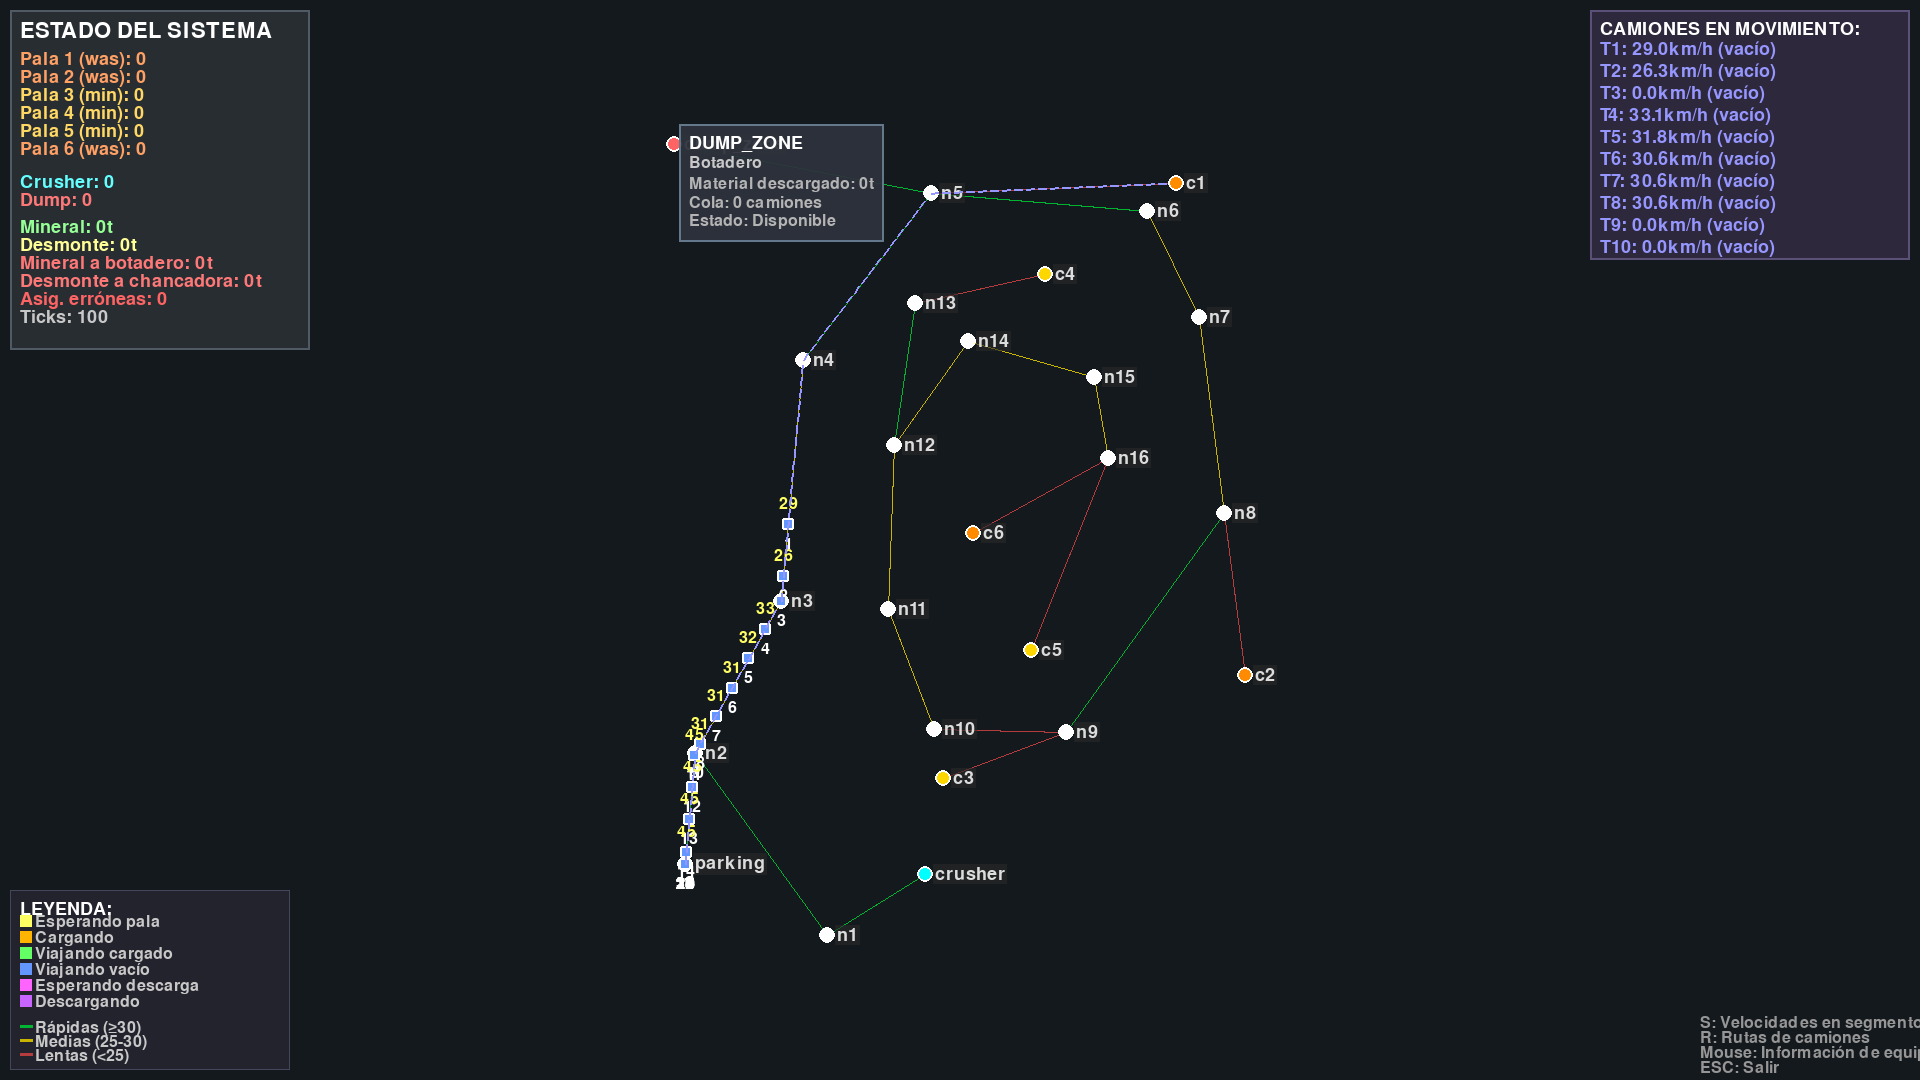 ESTADO DEL SISTEMA
Pala 1 (was): 0
Pala 2 (was): 0
Pala 3 (min): 0
Pala 4 (min): 0
Pala 5 (min): 0
Pala 6 (was): 0
Crusher: 0
Dump: 0
Mineral: 0t
Desmonte: 0t
Mineral a botadero: 0t
Desmonte a chancadora: 0t
Asig. erróneas: 0
Ticks: 100
CAMIONES EN MOVIMIENTO:
T1: 29.0km/h (vacío)
T2: 26.3km/h (vacío)
T3: 0.0km/h (vacío)
T4: 33.1km/h (vacío)
T5: 31.8km/h (vacío)
T6: 30.6km/h (vacío)
T7: 30.6km/h (vacío)
T8: 30.6km/h (vacío)
T9: 0.0km/h (vacío)
T10: 0.0km/h (vacío)
DUMP_ZONE
Botadero
Material descargado: 0t
Cola: 0 camiones
Estado: Disponible
n5
c1
n6
c4
n13
n7
n14
n4
n15
n12
n16
29
n8
c6
1
26
n3
33
n11
3
32
4
c5
31
5
c2
31
6
31
n10
n9
7
45
n2
c3
12
45
13
parking
crusher
n1
LEYENDA:
Esperando pala
Cargando
Viajando cargado
Viajando vacío
Esperando descarga
Descargando
Rápidas (≥30)
Medias (25-30)
Lentas (<25)
S: Velocidades en segmento
R: Rutas de camiones
Mouse: Información de equip
ESC: Salir